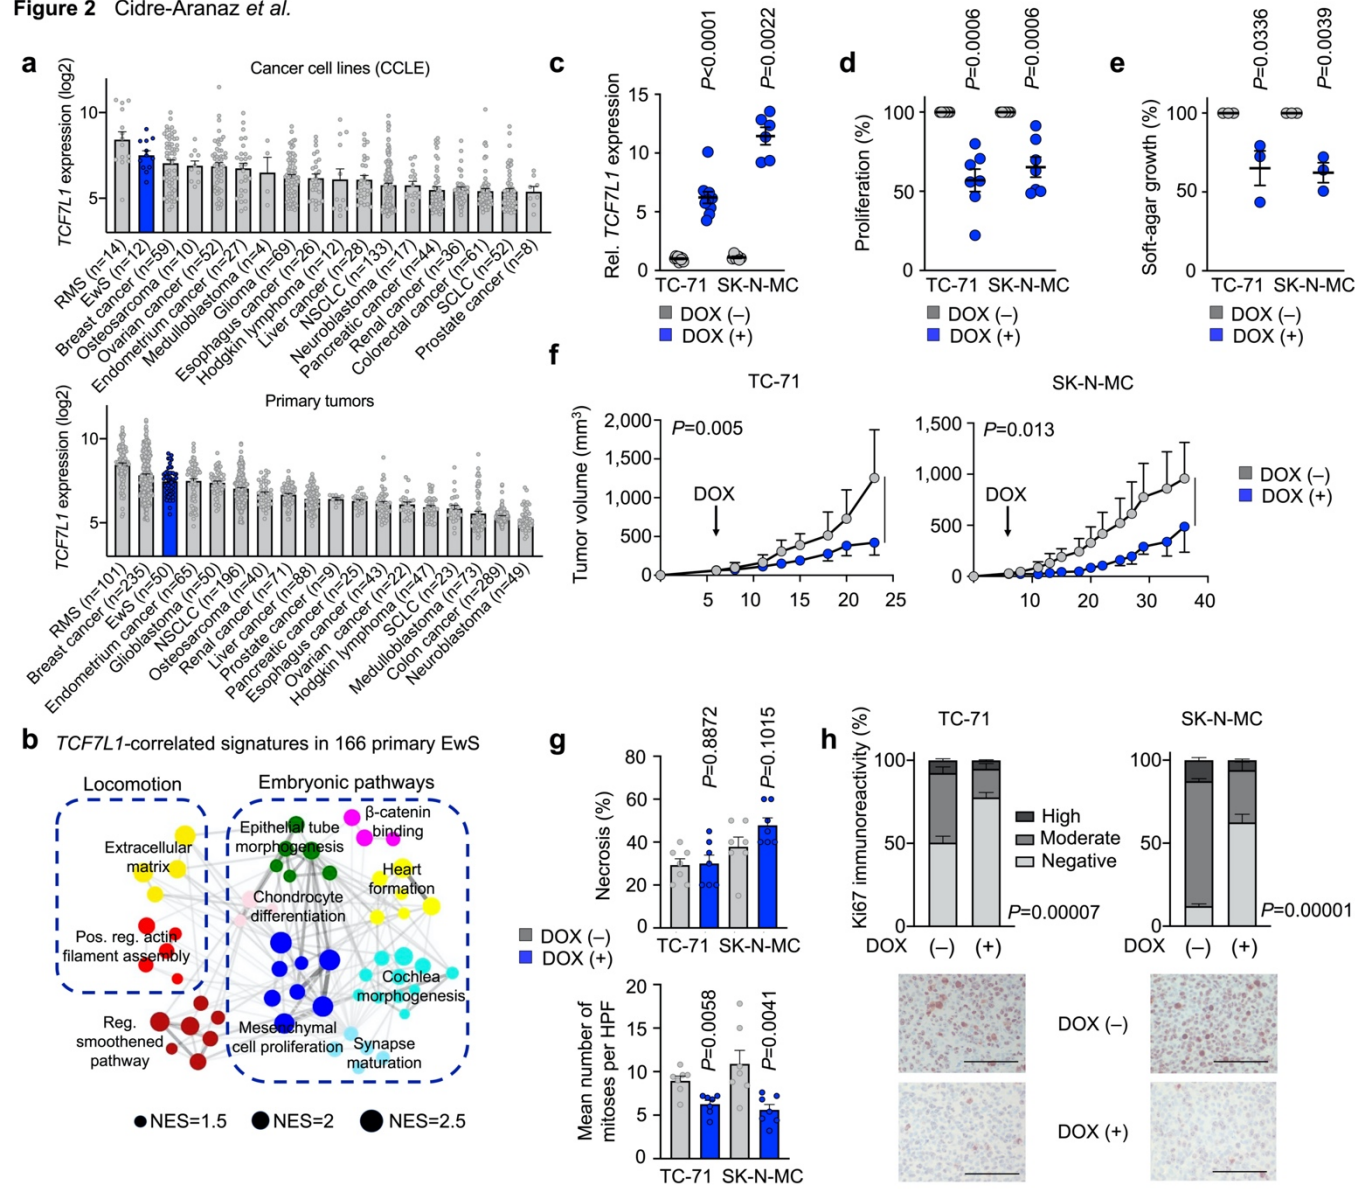 Figure 2 Cidre-Aranaz et al.
a
Cancer cell lines (CCLE)
TCF7L1 expression (log2)
10
5
RMS (n=14)
EwS (n=12)
Breast cancer (n=59)
Osteosarcoma (n=10)
Ovarian cancer (n=52)
Endometrium cancer (n=27)
Medulloblastoma (n=4)
Glioma (n=69)
Esophagus cancer (n=26)
Hodgkin lymphoma (n=12)
Liver cancer (n=28)
NSCLC (n=133)
Neuroblastoma (n=17)
Pancreatic cancer (n=44)
Renal cancer (n=36)
Colorectal cancer (n=61)
SCLC (n=52)
Prostate cancer (n=8)
Primary tumors
TCF7L1 expression (log2)
10
5
RMS (n=101)
Breast cancer (n=235)
EwS (n=50)
Endometrium cancer (n=65)
Glioblastoma (n=50)
NSCLC (n=196)
Osteosarcoma (n=40)
Renal cancer (n=71)
Liver cancer (n=88)
Prostate cancer (n=9)
Pancreatic cancer (n=25)
Esophagus cancer (n=43)
Ovarian cancer (n=22)
Hodgkin lymphoma (n=47)
SCLC (n=23)
Medulloblastoma (n=73)
Colon cancer (n=289)
Neuroblastoma (n=49)
b
TCF7L1-correlated signatures in 166 primary EwS
Locomotion
Embryonic pathways
Extracellular
matrix
Pos. reg. actin
filament assembly
Reg.
smoothened
pathway
Epithelial tube
morphogenesis
β-catenin
binding
Heart
formation
Chondrocyte
differentiation
Cochlea
morphogenesis
Mesenchymal
cell proliferation
Synapse
maturation
NES=1.5
NES=2
NES=2.5
c
Rel. TCF7L1 expression
P<0.0001
P=0.0022
15
10
5
0
TC-71 SK-N-MC
DOX (–)
DOX (+)
d
Proliferation (%)
P=0.0006
P=0.0006
100
50
0
TC-71 SK-N-MC
DOX (–)
DOX (+)
e
Soft-agar growth (%)
P=0.0336
P=0.0039
100
50
0
TC-71 SK-N-MC
DOX (–)
DOX (+)
f
TC-71
Tumor volume (mm3)
2,000
1,500
1,000
500
0
P=0.005
DOX
5 10 15 20 25
SK-N-MC
1,500
1,000
500
0
P=0.013
DOX
10 20 30 40
DOX (–)
DOX (+)
g
Necrosis (%)
80
60
40
20
0
P=0.8872
P=0.1015
TC-71 SK-N-MC
DOX (–)
DOX (+)
Mean number of
mitoses per HPF
20
15
10
5
0
P=0.0058
P=0.0041
TC-71 SK-N-MC
h
Ki67 immunoreactivity (%)
TC-71
100
50
0
High
Moderate
Negative
P=0.00007
DOX (–) (+)
SK-N-MC
100
50
0
P=0.00001
DOX (–) (+)
DOX (–)
DOX (+)